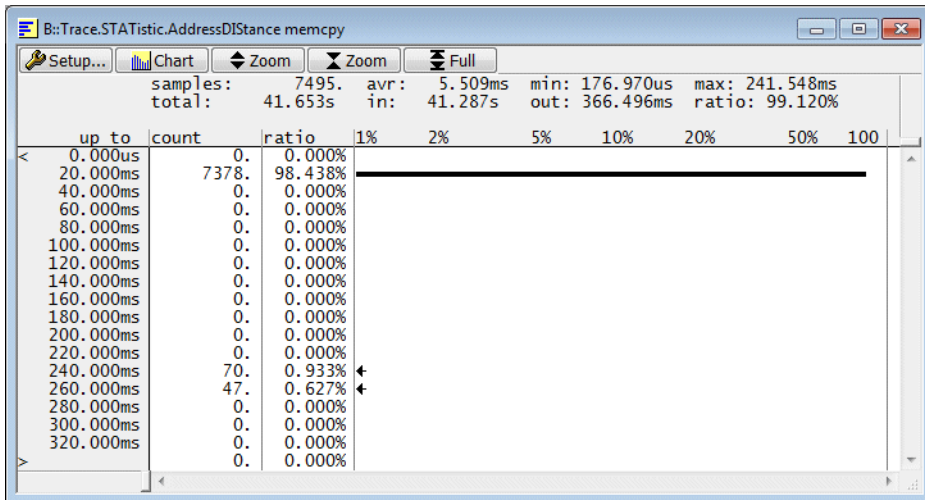 B::Trace.STATistic.AddressDIStance memcpy
Setup... Chart Zoom Zoom Full
samples: 7495. avr: 5.509ms min: 176.970us max: 241.548ms
total: 41.653s in: 41.287s out: 366.496ms ratio: 99.120%
up to count ratio 1% 2% 5% 10% 20% 50% 100
< 0.000us 0. 0.000%
20.000ms 7378. 98.438%
40.000ms 0. 0.000%
60.000ms 0. 0.000%
80.000ms 0. 0.000%
100.000ms 0. 0.000%
120.000ms 0. 0.000%
140.000ms 0. 0.000%
160.000ms 0. 0.000%
180.000ms 0. 0.000%
200.000ms 0. 0.000%
220.000ms 0. 0.000%
240.000ms 70. 0.933%
260.000ms 47. 0.627%
280.000ms 0. 0.000%
300.000ms 0. 0.000%
320.000ms 0. 0.000%
> 0. 0.000%